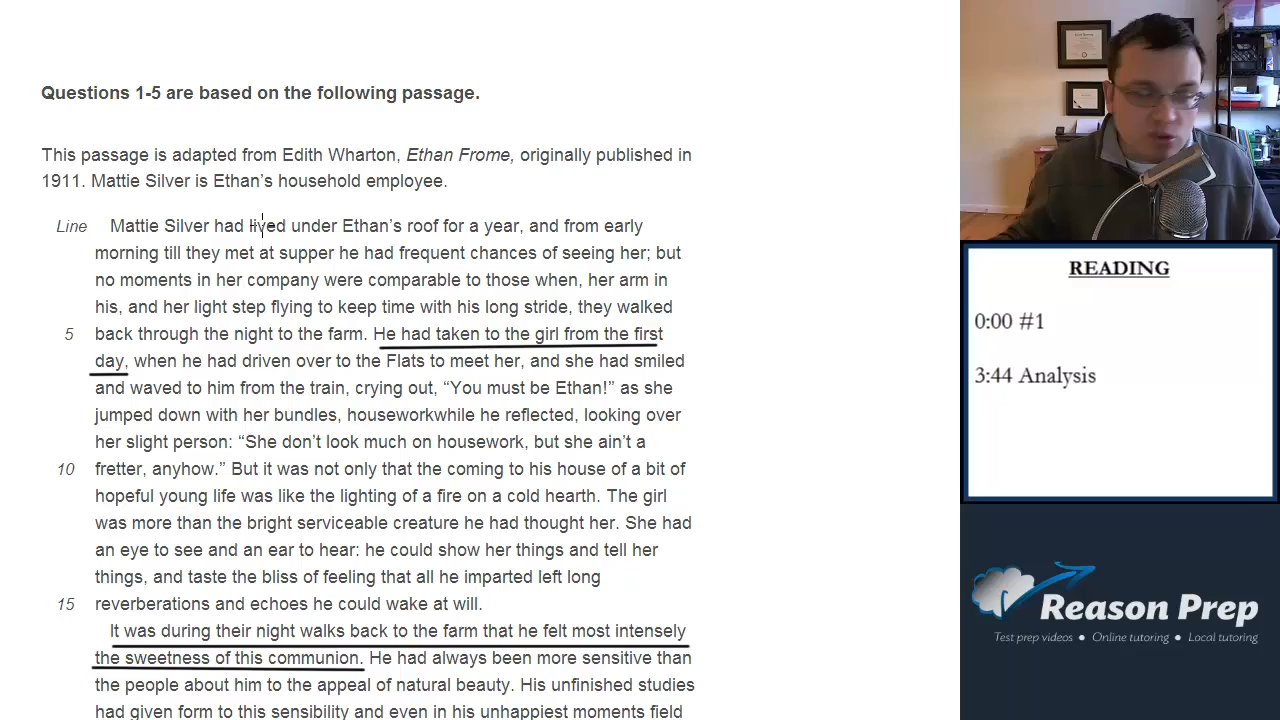 Questions 1-5 are based on the following passage.
This passage is adapted from Edith Wharton, Ethan Frome, originally published in
1911. Mattie Silver is Ethan's household employee.
Line Mattie Silver had lived under Ethan's roof for a year, and from early
morning till they met at supper he had frequent chances of seeing her; but
no moments in her company were comparable to those when, her arm in
his, and her light step flying to keep time with his long stride, they walked
5 back through the night to the farm. He had taken to the girl from the first
day, when he had driven over to the Flats to meet her, and she had smiled
and waved to him from the train, crying out, “You must be Ethan!” as she
jumped down with her bundles, houseworkwhile he reflected, looking over
her slight person: “She don't look much on housework, but she ain't a
10 fretter, anyhow.” But it was not only that the coming to his house of a bit of
hopeful young life was like the lighting of a fire on a cold hearth. The girl
was more than the bright serviceable creature he had thought her. She had
an eye to see and an ear to hear: he could show her things and tell her
things, and taste the bliss of feeling that all he imparted left long
15 reverberations and echoes he could wake at will.
It was during their night walks back to the farm that he felt most intensely
the sweetness of this communion. He had always been more sensitive than
the people about him to the appeal of natural beauty. His unfinished studies
had given form to this sensibility and even in his unhappiest moments field
READING
0:00 #1
3:44 Analysis
Reason Prep
Test prep videos ● Online tutoring ● Local tutoring